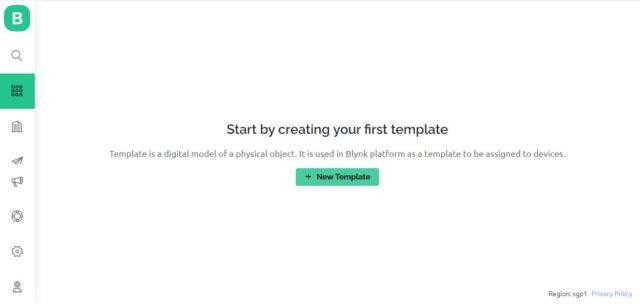 B
Start by creating your first template
Template is a digital model of a physical object. It is used in Blynk platform as a template to be assigned to devices.
+ New Template
Region: sgp1 Privacy Policy